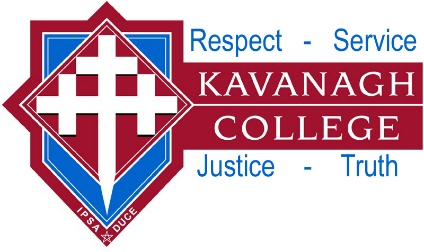 Respect - Service
KAVANAGH
COLLEGE
Justice - Truth
IPSA DUCE